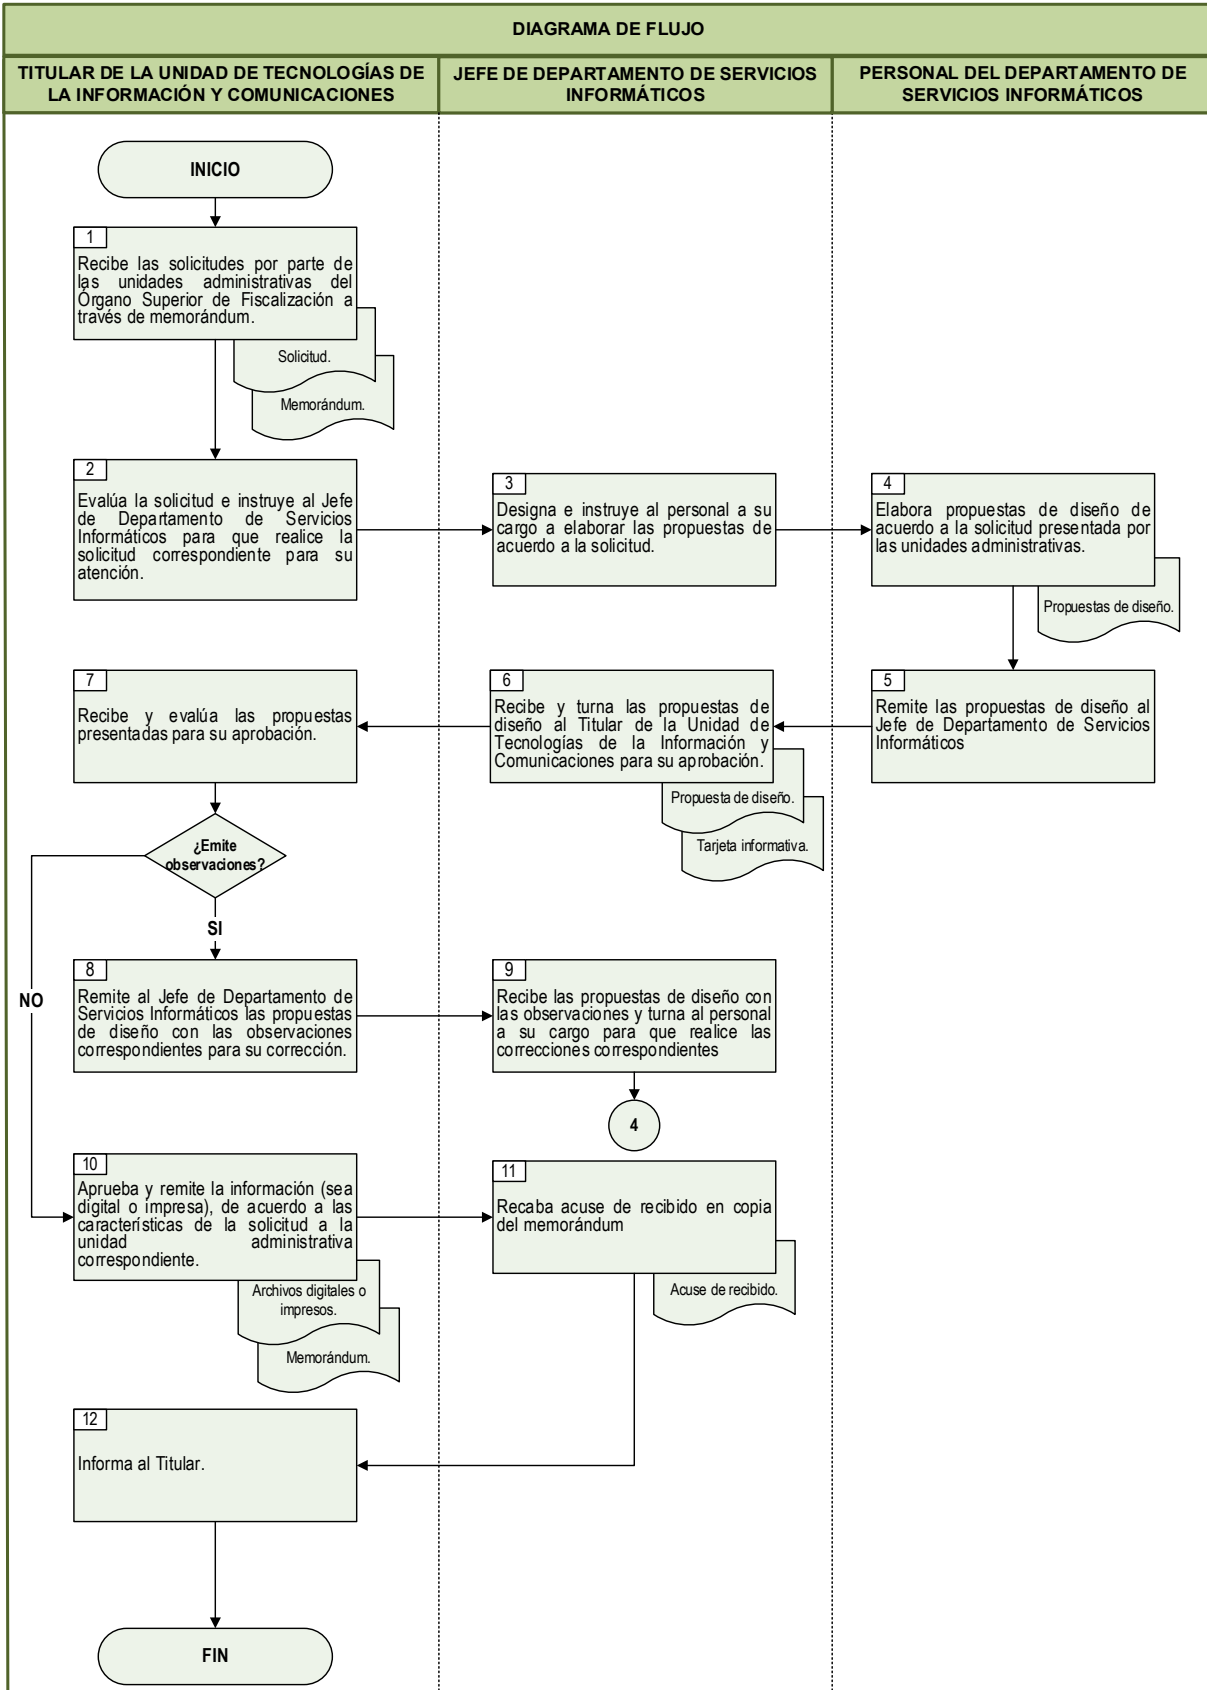 DIAGRAMA DE FLUJO
TITULAR DE LA UNIDAD DE TECNOLOGÍAS DE
LA INFORMACIÓN Y COMUNICACIONES
JEFE DE DEPARTAMENTO DE SERVICIOS
INFORMÁTICOS
PERSONAL DEL DEPARTAMENTO DE
SERVICIOS INFORMÁTICOS
INICIO
1
Recibe las solicitudes por parte de
las unidades administrativas del
Órgano Superior de Fiscalización a
través de memorándum.
Solicitud.
Memorándum.
2
Evalúa la solicitud e instruye al Jefe
de Departamento de Servicios
Informáticos para que realice la
solicitud correspondiente para su
atención.
3
Designa e instruye al personal a su
cargo a elaborar las propuestas de
acuerdo a la solicitud.
4
Elabora propuestas de diseño de
acuerdo a la solicitud presentada por
las unidades administrativas.
Propuestas de diseño.
5
Remite las propuestas de diseño al
Jefe de Departamento de Servicios
Informáticos
6
Recibe y turna las propuestas de
diseño al Titular de la Unidad de
Tecnologías de la Información y
Comunicaciones para su aprobación.
Propuesta de diseño.
Tarjeta informativa.
7
Recibe y evalúa las propuestas
presentadas para su aprobación.
¿Emite
observaciones?
SI
NO
8
Remite al Jefe de Departamento de
Servicios Informáticos las propuestas
de diseño con las observaciones
correspondientes para su corrección.
9
Recibe las propuestas de diseño con
las observaciones y turna al personal
a su cargo para que realice las
correcciones correspondientes
4
10
Aprueba y remite la información (sea
digital o impresa), de acuerdo a las
características de la solicitud a la
unidad administrativa
correspondiente.
Archivos digitales o
impresos.
Memorándum.
11
Recaba acuse de recibido en copia
del memorándum
Acuse de recibido.
12
Informa al Titular.
FIN